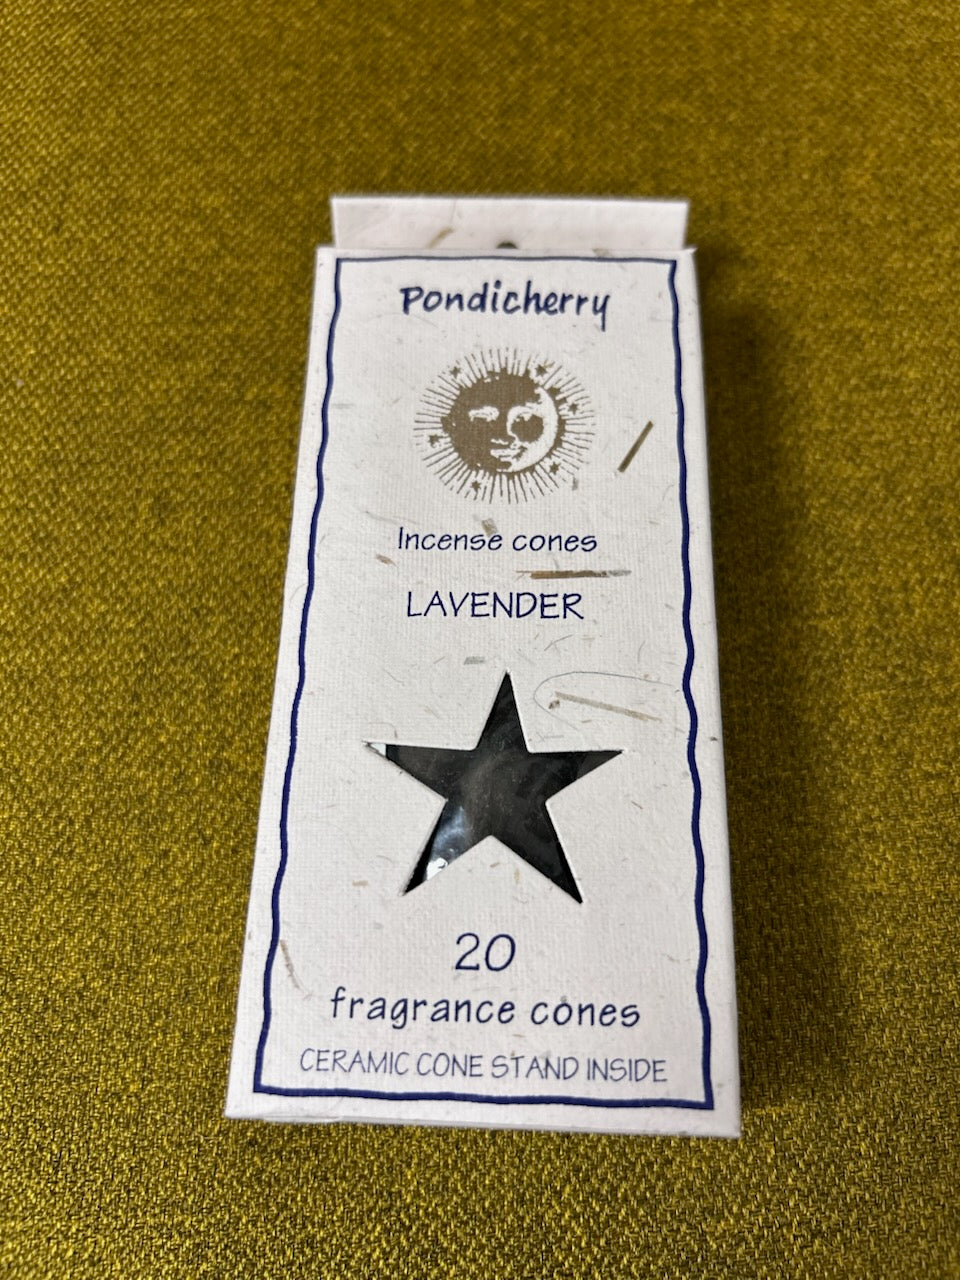 Pondicherry
Incense cones
LAVENDER
20
fragrance cones
CERAMIC CONE STAND INSIDE